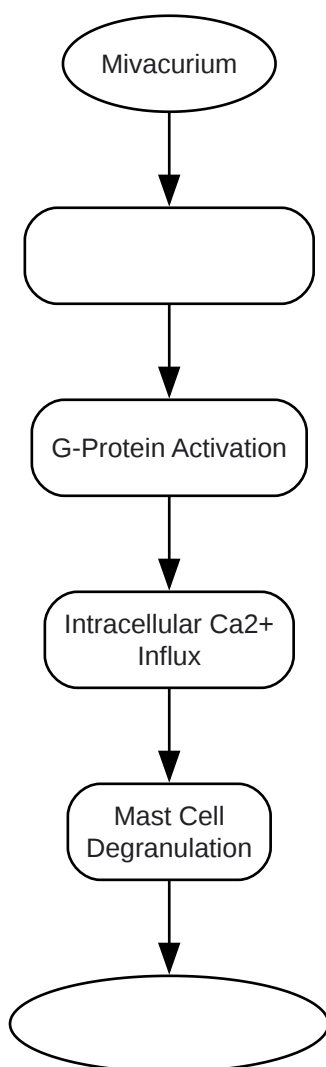 Mivacurium
G-Protein Activation
Intracellular Ca2+
Influx
Mast Cell
Degranulation